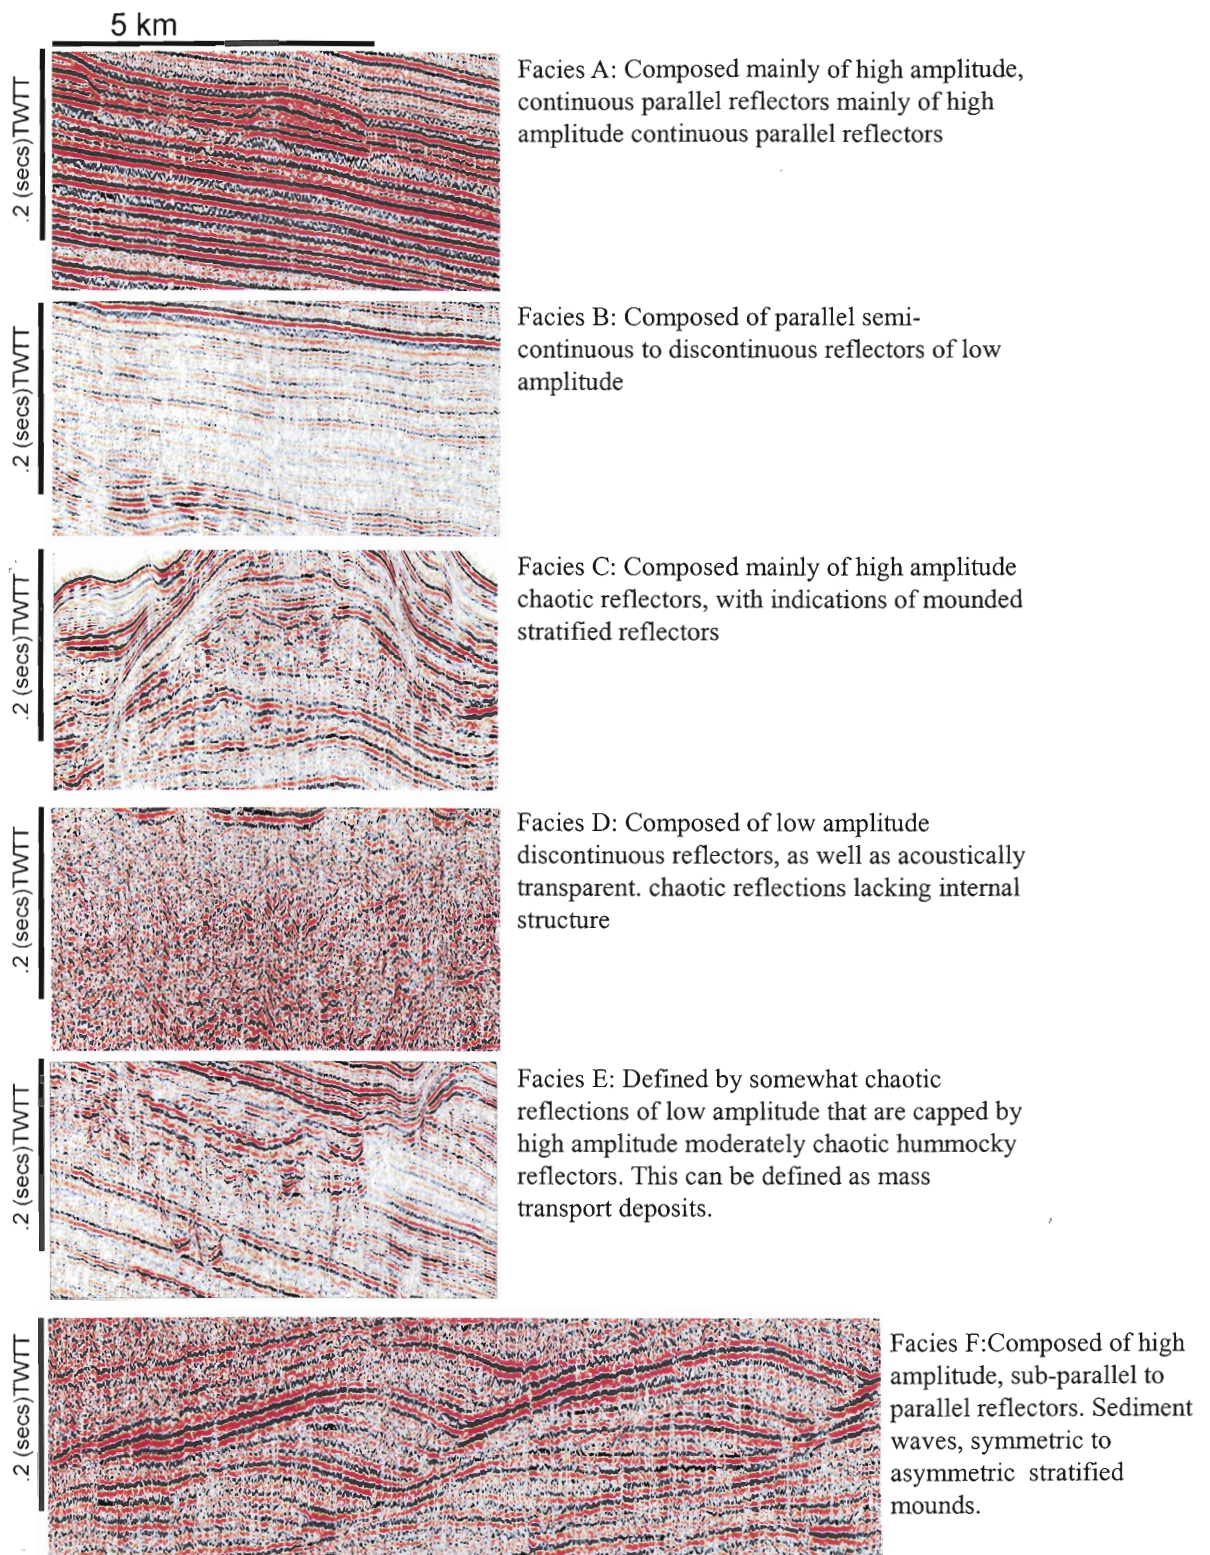 5 km
.2 (secs)TWTT
Facies A: Composed mainly of high amplitude,
continuous parallel reflectors mainly of high
amplitude continuous parallel reflectors
.2 (secs)TWTT
Facies B: Composed of parallel semi-
continuous to discontinuous reflectors of low
amplitude
.2 (secs)TWTT
Facies C: Composed mainly of high amplitude
chaotic reflectors, with indications of mounded
stratified reflectors
.2 (secs)TWTT
Facies D: Composed of low amplitude
discontinuous reflectors, as well as acoustically
transparent. chaotic reflections lacking internal
structure
.2 (secs)TWTT
Facies E: Defined by somewhat chaotic
reflections of low amplitude that are capped by
high amplitude moderately chaotic hummocky
reflectors. This can be defined as mass
transport deposits.
.2 (secs)TWTT
Facies F:Composed of high
amplitude, sub-parallel to
parallel reflectors. Sediment
waves, symmetric to
asymmetric stratified
mounds.